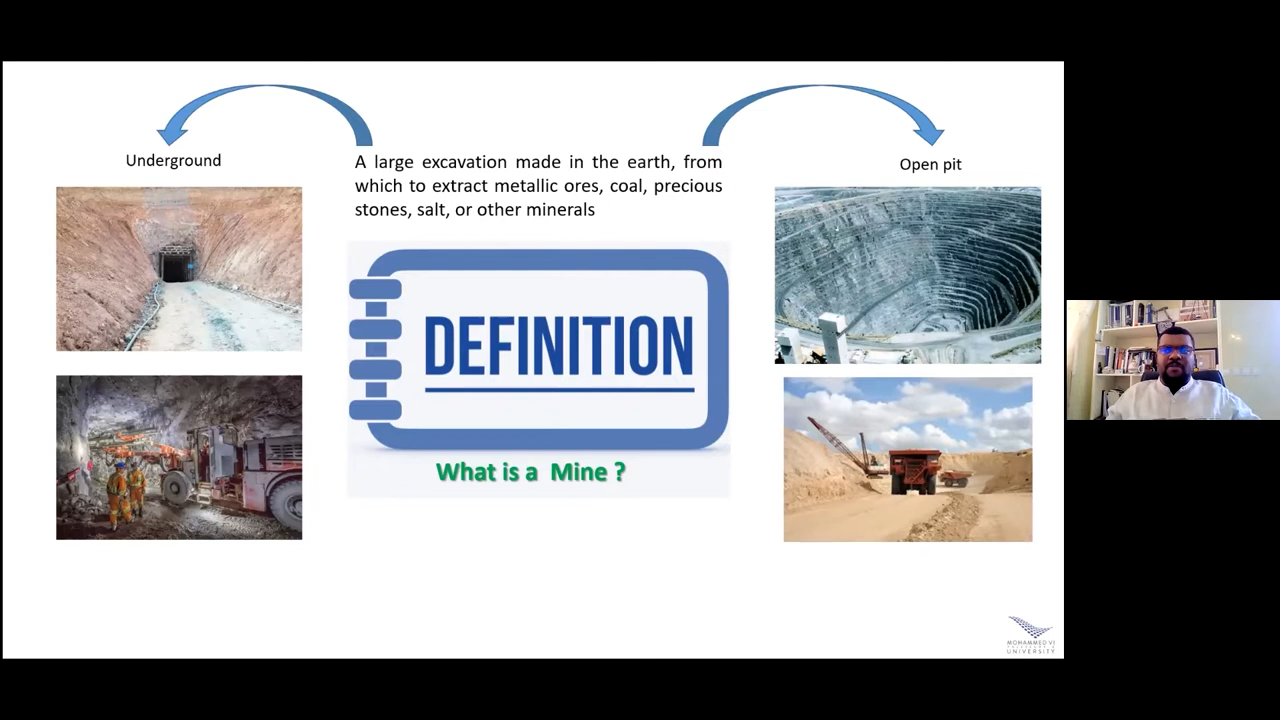 Underground
A large excavation made in the earth, from
which to extract metallic ores, coal, precious
stones, salt, or other minerals
Open pit
DEFINITION
What is a Mine ?
MOHAMMED VI
UNIVERSITY